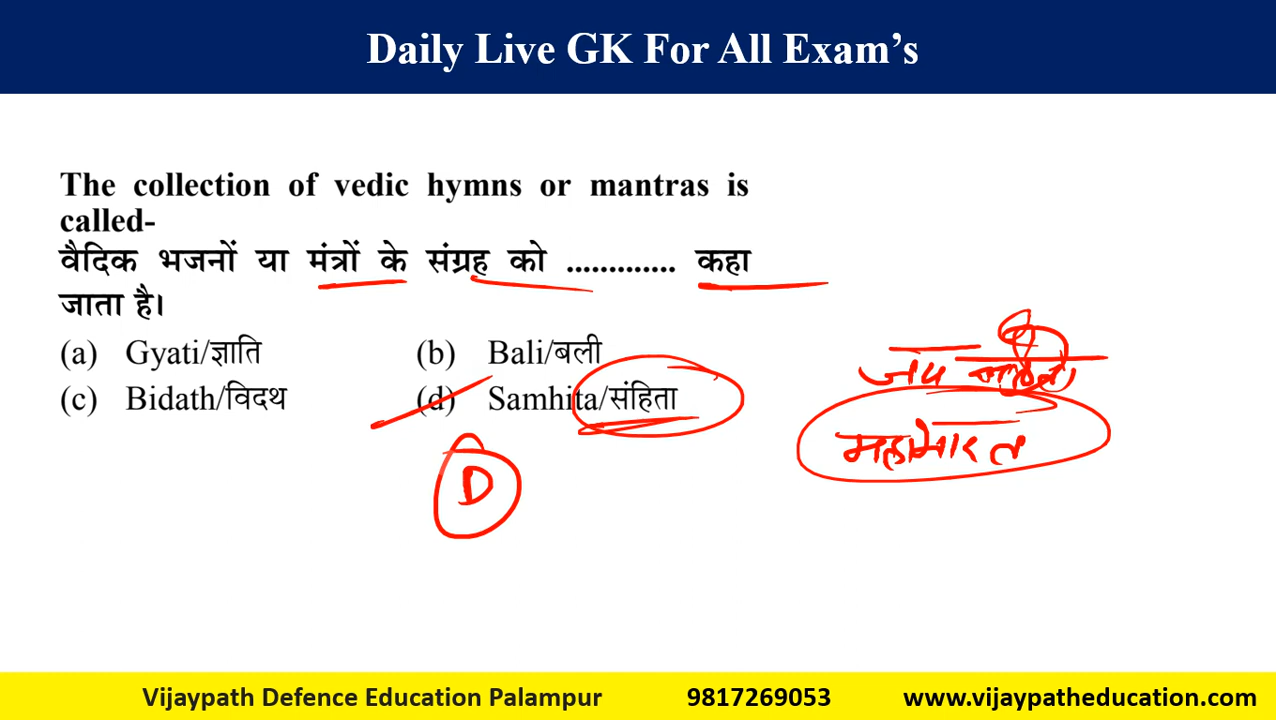 Daily Live GK For All Exam’s
The collection of vedic hymns or mantras is
called-
वैदिक भजनों या मंत्रों के संग्रह को ............. कहा
जाता है।
(a) Gyati/ज्ञाति (b) Bali/बली
(c) Bidath/विदथ (d) Samhita/संहिता
D
जय
महाभारत
Vijaypath Defence Education Palampur 9817269053 www.vijaypatheducation.com